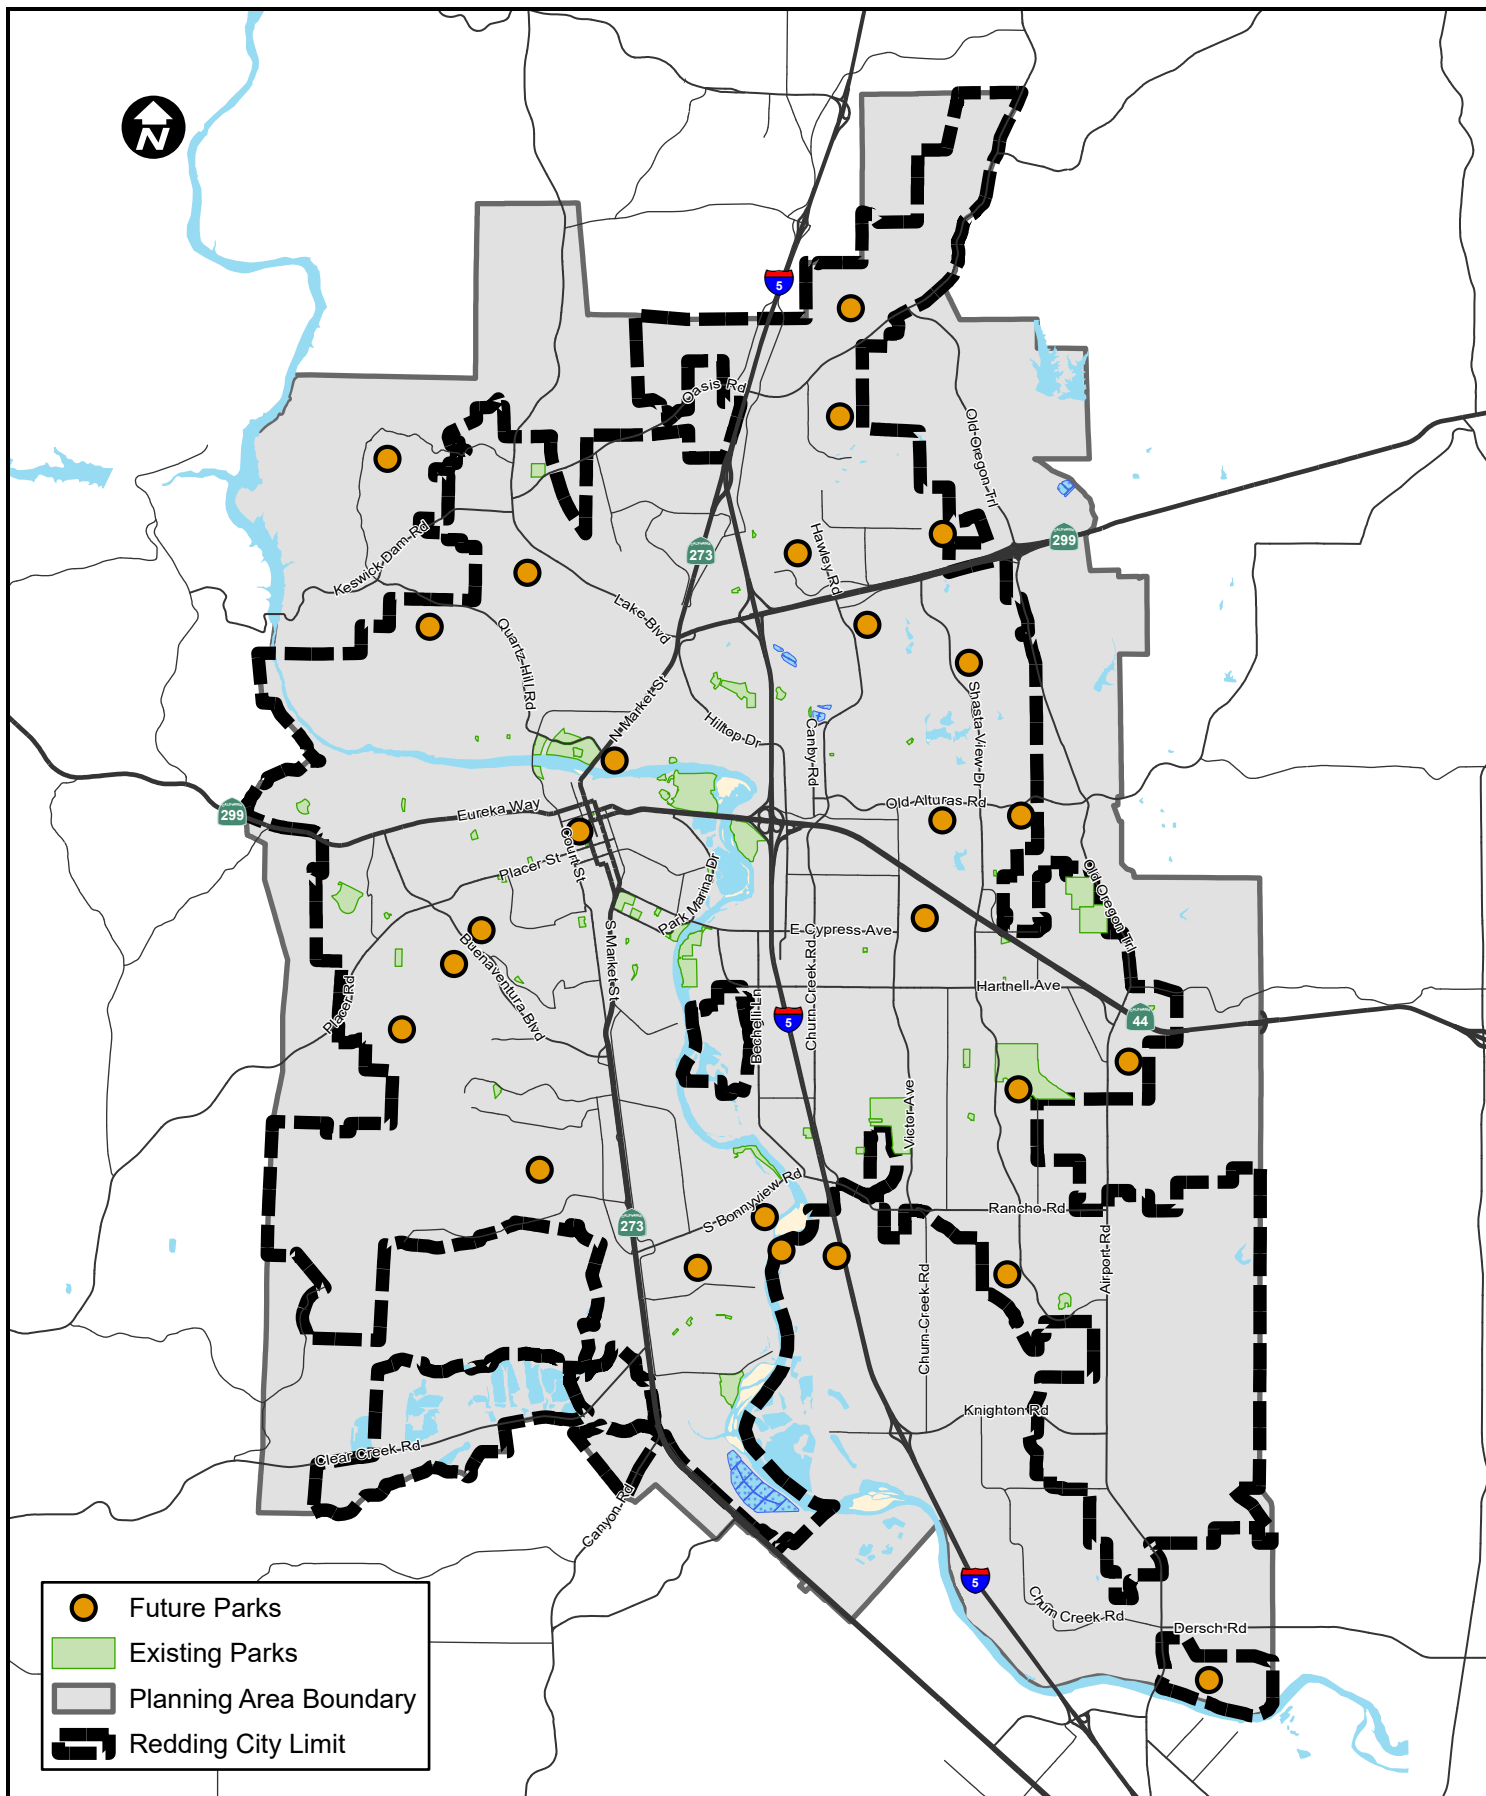 N
5
Oasis Rd
Old Oregon Trl
Keswick Dam Rd
CALIFORNIA
273
Hawley Rd
CALIFORNIA
299
Lake Blvd
Quartz Hill Rd
N Market St
Hilltop Dr
Canby Rd
Shasta View Dr
CALIFORNIA
299
Eureka Way
Old Alturas Rd
Court St
Placer St
Park Marina Dr
Old Oregon Trl
Buenaventura Blvd
S Market St
E Cypress Ave
Placer Rd
Bechelli Ln
Churn Creek Rd
Hartnell Ave
5
CALIFORNIA
44
Victor Ave
S Bonnyview Rd
Rancho Rd
CALIFORNIA
273
Airport Rd
Churn Creek Rd
Knighton Rd
Clear Creek Rd
Canyon Rd
5
Churn Creek Rd
Dersch Rd
Future Parks
Existing Parks
Planning Area Boundary
Redding City Limit